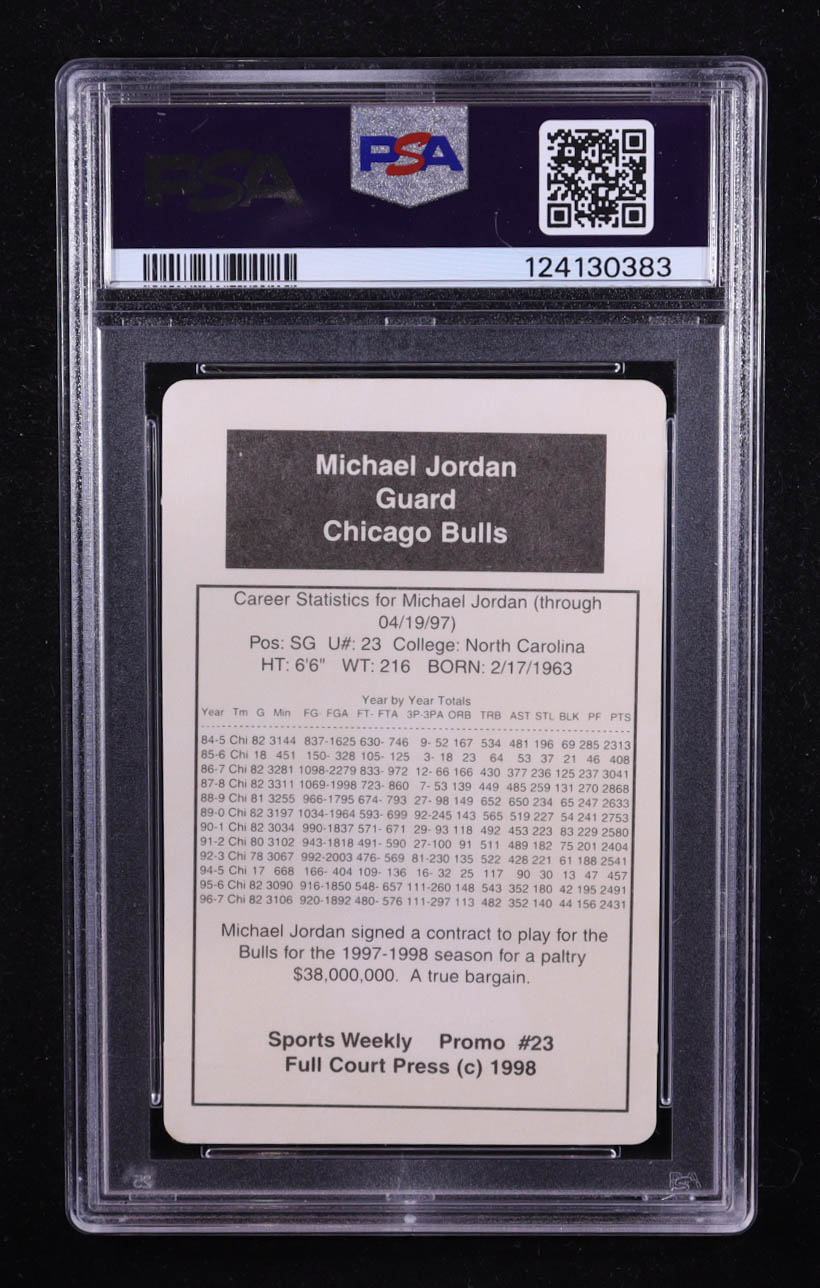 PSA
PSA
124130383
Michael Jordan
Guard
Chicago Bulls
Career Statistics for Michael Jordan (through
04/19/97)
Pos: SG U#: 23 College: North Carolina
HT: 6'6" WT: 216 BORN: 2/17/1963
Year by Year Totals
Year Tm G Min FG- FGA FT- FTA 3P-3PA ORB TRB AST STL BLK PF PTS
84-5 Chi 82 3144 837-1625 630- 746 9- 52 167 534 481 196 69 285 2313
85-6 Chi 18 451 150- 328 105- 125 3- 18 23 64 53 37 21 46 408
86-7 Chi 82 3281 1098-2279 833- 972 12- 66 166 430 377 236 125 237 3041
87-8 Chi 82 3311 1069-1998 723- 860 7- 53 139 449 485 259 131 270 2868
88-9 Chi 81 3255 966-1795 674- 793 27- 98 149 652 650 234 65 247 2633
89-0 Chi 82 3197 1034-1964 593- 699 92-245 143 565 519 227 54 241 2753
90-1 Chi 82 3034 990-1837 571- 671 29- 93 118 492 453 223 83 229 2580
91-2 Chi 80 3102 943-1818 491- 590 27-100 91 511 489 182 75 201 2404
92-3 Chi 78 3067 992-2003 476- 569 81-230 135 522 428 221 61 188 2541
94-5 Chi 17 668 166- 404 109- 136 16- 32 25 117 90 30 13 47 457
95-6 Chi 82 3090 916-1850 548- 657 111-260 148 543 352 180 42 195 2491
96-7 Chi 82 3106 920-1892 480- 576 111-297 113 482 352 140 44 156 2431
Michael Jordan signed a contract to play for the
Bulls for the 1997-1998 season for a paltry
$38,000,000. A true bargain.
Sports Weekly Promo #23
Full Court Press (c) 1998
PSA